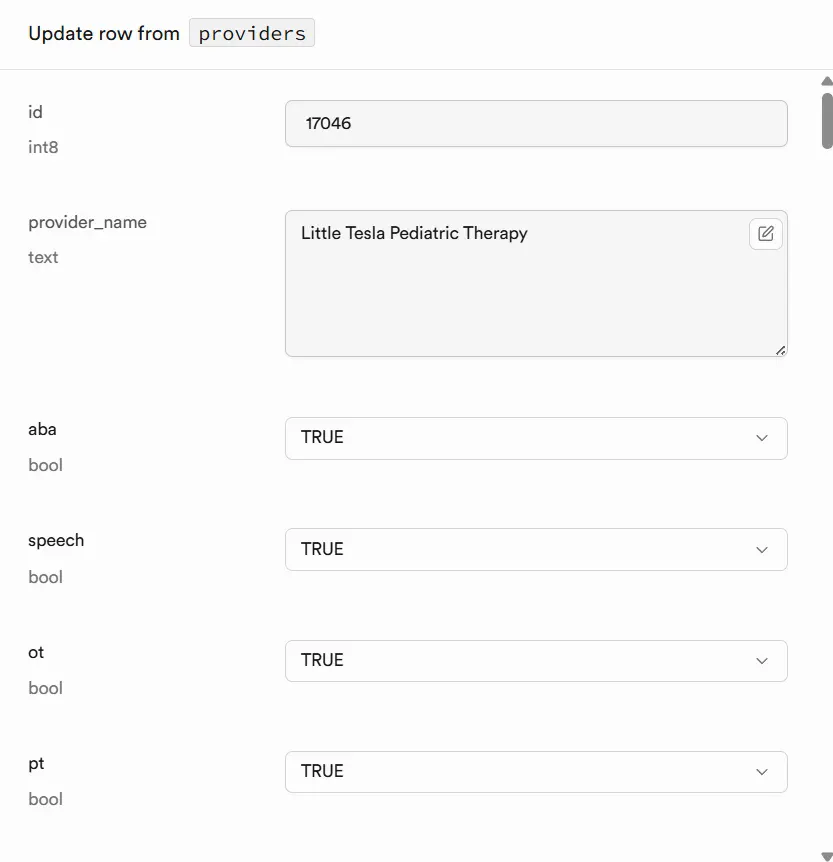 Update row from providers
id
int8
17046
provider_name
text
Little Tesla Pediatric Therapy
aba
bool
TRUE
speech
bool
TRUE
ot
bool
TRUE
pt
bool
TRUE